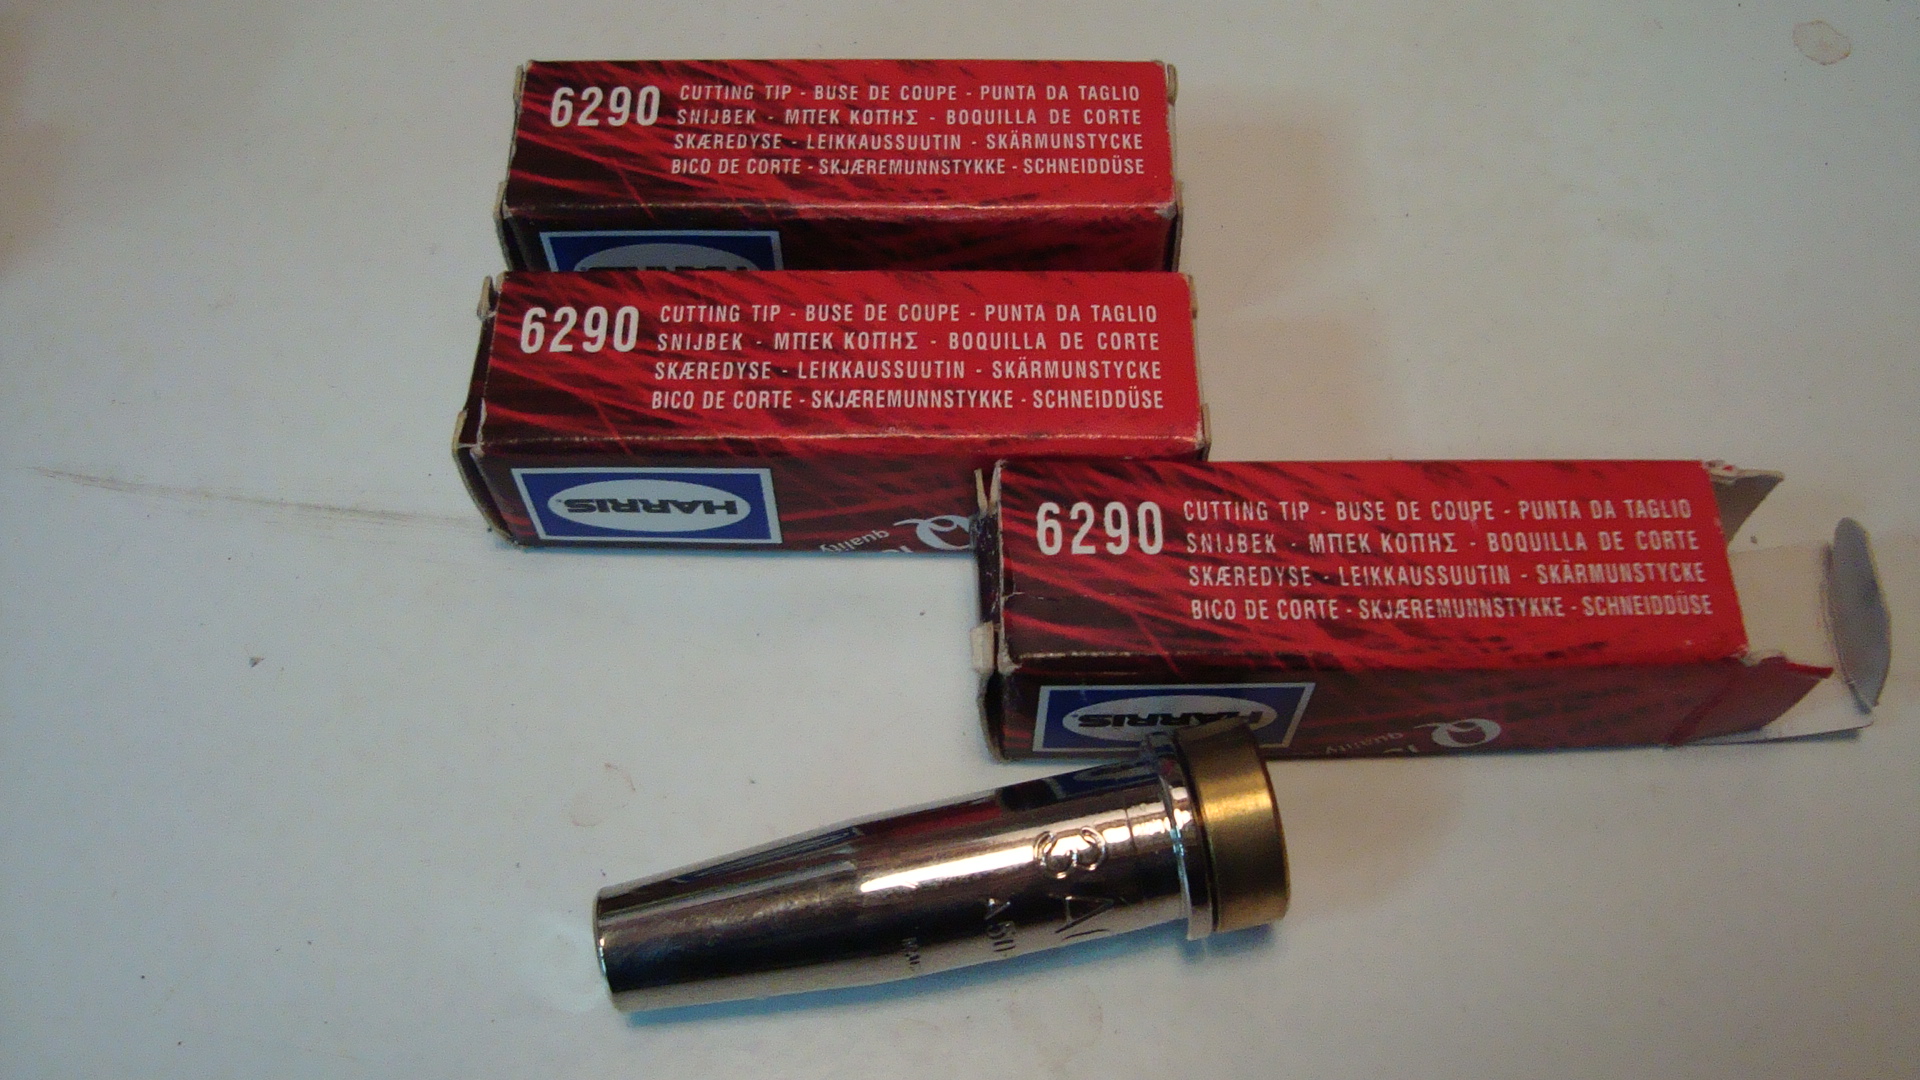 6290 CUTTING TIP - BUSE DE COUPE - PUNTA DA TAGLIO
SNIJBEK - ΜΠΕΚ ΚΟΠΗΣ - BOQUILLA DE CORTE
SKÆREDYSE - LEIKKAUSSUUTIN - SKÄRMUNSTYCKE
BICO DE CORTE - SKJÆREMUNNSTYKKE - SCHNEIDDÜSE
6290 CUTTING TIP - BUSE DE COUPE - PUNTA DA TAGLIO
SNIJBEK - ΜΠΕΚ ΚΟΠΗΣ - BOQUILLA DE CORTE
SKÆREDYSE - LEIKKAUSSUUTIN - SKÄRMUNSTYCKE
BICO DE CORTE - SKJÆREMUNNSTYKKE - SCHNEIDDÜSE
HARRIS
quality
6290 CUTTING TIP - BUSE DE COUPE - PUNTA DA TAGLIO
SNIJBEK - ΜΠΕΚ ΚΟΠΗΣ - BOQUILLA DE CORTE
SKÆREDYSE - LEIKKAUSSUUTIN - SKÄRMUNSTYCKE
BICO DE CORTE - SKJÆREMUNNSTYKKE - SCHNEIDDÜSE
HARRIS
quality